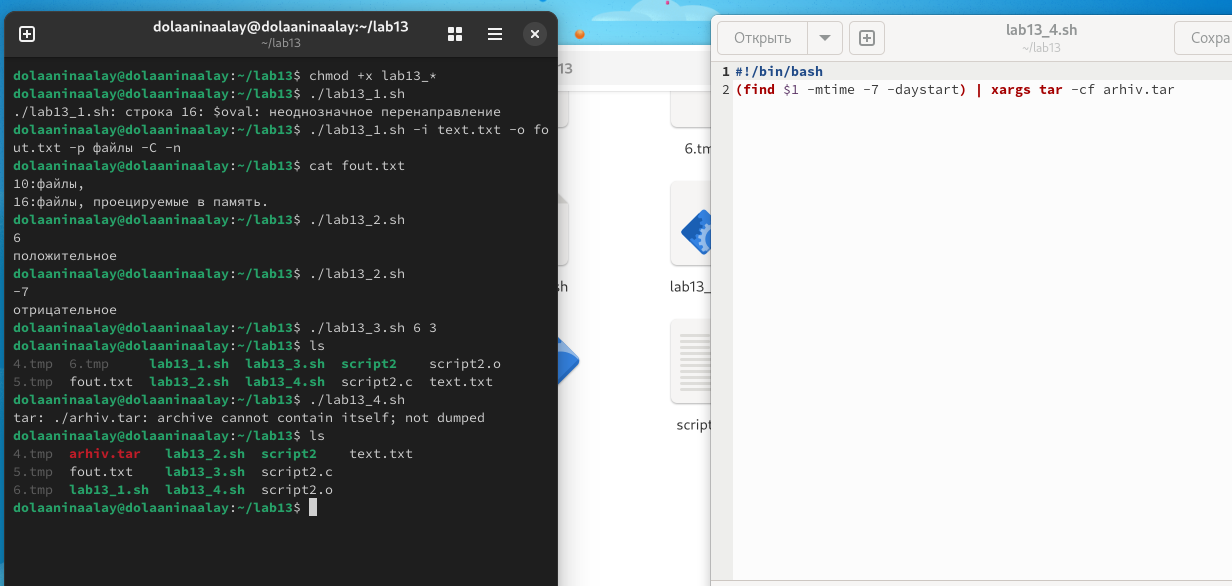 dolaaninaalay@dolaaninaalay:~/lab13
~/lab13
dolaaninaalay@dolaaninaalay:~/lab13$ chmod +x lab13_*
dolaaninaalay@dolaaninaalay:~/lab13$ ./lab13_1.sh
./lab13_1.sh: строка 16: $oval: неоднозначное перенаправление
dolaaninaalay@dolaaninaalay:~/lab13$ ./lab13_1.sh -i text.txt -o fo
ut.txt -p файлы -C -n
dolaaninaalay@dolaaninaalay:~/lab13$ cat fout.txt
10:файлы,
16:файлы, проецируемые в память.
dolaaninaalay@dolaaninaalay:~/lab13$ ./lab13_2.sh
6
положительное
dolaaninaalay@dolaaninaalay:~/lab13$ ./lab13_2.sh
-7
отрицательное
dolaaninaalay@dolaaninaalay:~/lab13$ ./lab13_3.sh 6 3
dolaaninaalay@dolaaninaalay:~/lab13$ ls
4.tmp 6.tmp lab13_1.sh lab13_3.sh script2 script2.o
5.tmp fout.txt lab13_2.sh lab13_4.sh script2.c text.txt
dolaaninaalay@dolaaninaalay:~/lab13$ ./lab13_4.sh
tar: ./arhiv.tar: archive cannot contain itself; not dumped
dolaaninaalay@dolaaninaalay:~/lab13$ ls
4.tmp arhiv.tar lab13_2.sh script2 text.txt
5.tmp fout.txt lab13_3.sh script2.c
6.tmp lab13_1.sh lab13_4.sh script2.o
dolaaninaalay@dolaaninaalay:~/lab13$
13
6.tm
sh
lab13_
script
Открыть
lab13_4.sh
~/lab13
Сохра
1 #!/bin/bash
2 (find $1 -mtime -7 -daystart) | xargs tar -cf arhiv.tar